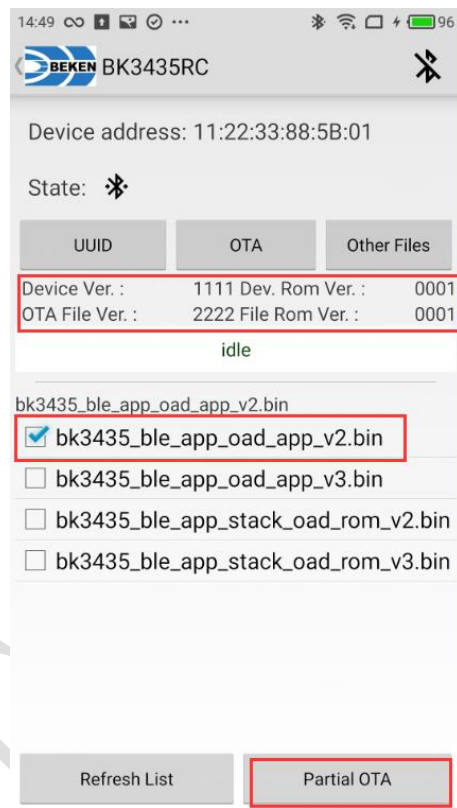 14:49 96
BEKEN BK3435RC
Device address: 11:22:33:88:5B:01
State:
UUID OTA Other Files
Device Ver. : 1111 Dev. Rom Ver. : 0001
OTA File Ver. : 2222 File Rom Ver. : 0001
idle
bk3435_ble_app_oad_app_v2.bin
bk3435_ble_app_oad_app_v2.bin
bk3435_ble_app_oad_app_v3.bin
bk3435_ble_app_stack_oad_rom_v2.bin
bk3435_ble_app_stack_oad_rom_v3.bin
Refresh List Partial OTA